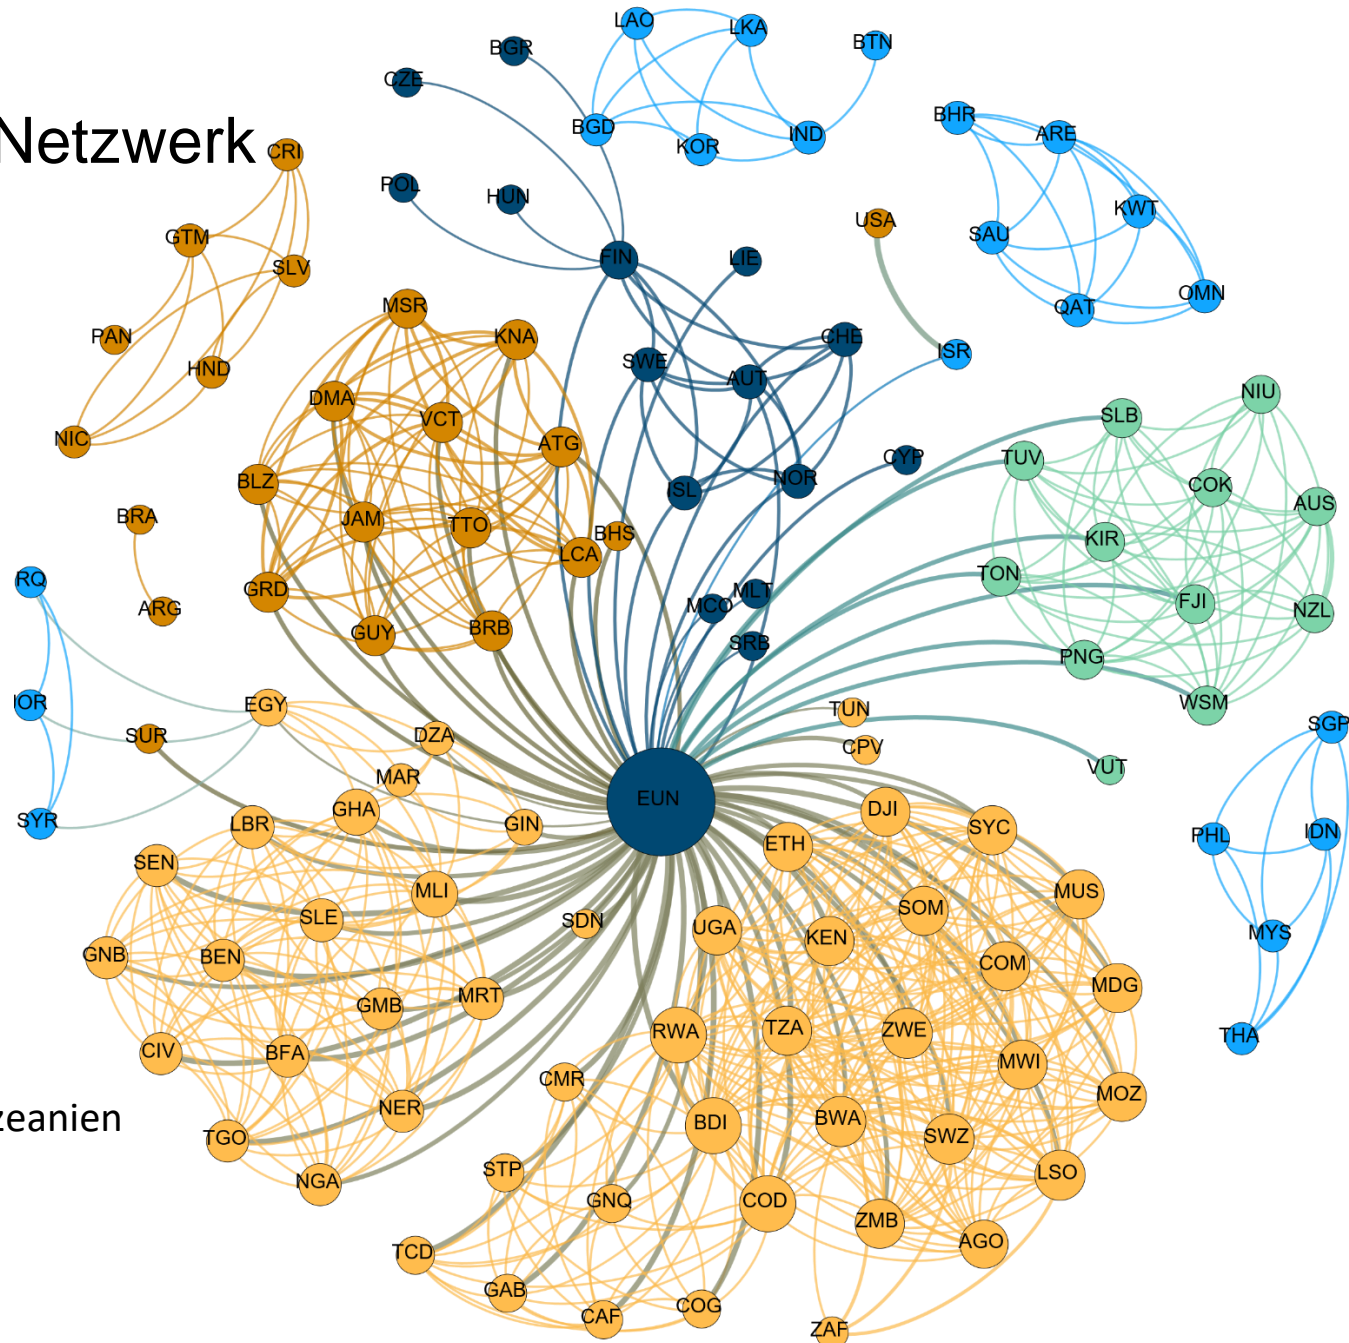 LAO
LKA
BGR
BTN
CZE
Netzwerk
BHR
BGD
ARE
IND
KOR
CRI
POL
HUN
KWT
USA
GTM
SAU
FIN
LIE
SLV
OMN
MSR
QAT
PAN
KNA
CHE
ISR
SWE
HND
AUT
NIU
DMA
SLB
VCT
NIC
ATG
CYP
TUV
BLZ
NOR
COK
ISL
AUS
BRA
JAM
TTO
BHS
KIR
LCA
TON
RQ
GRD
MLT
FJI
MCO
ARG
NZL
GUY
BRB
SRB
PNG
OR
EGY
WSM
TUN
SGP
SUR
DZA
CPV
VUT
MAR
EUN
GHA
DJI
SYR
LBR
GIN
SYC
IDN
PHL
ETH
SEN
MLI
MUS
SOM
SLE
SDN
UGA
KEN
MYS
GNB
BEN
COM
MDG
MRT
GMB
RWA
TZA
ZWE
THA
CIV
BFA
MWI
CMR
MOZ
NER
zeanien
BWA
BDI
SWZ
TGO
STP
LSO
NGA
GNQ
COD
ZMB
AGO
TCD
GAB
COG
CAF
ZAF